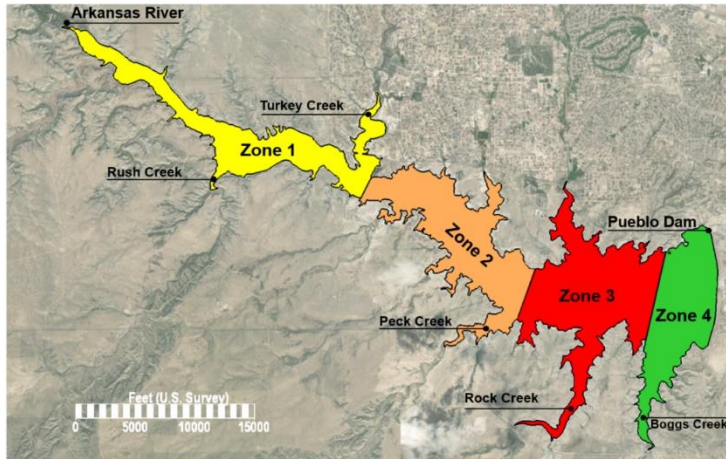 Arkansas River
Turkey Creek
Zone 1
Rush Creek
Pueblo Dam
Zone 2
Zone 3
Zone 4
Peck Creek
Feet (U.S. Survey)
0 5000 10000 15000
Rock Creek
Boggs Creek